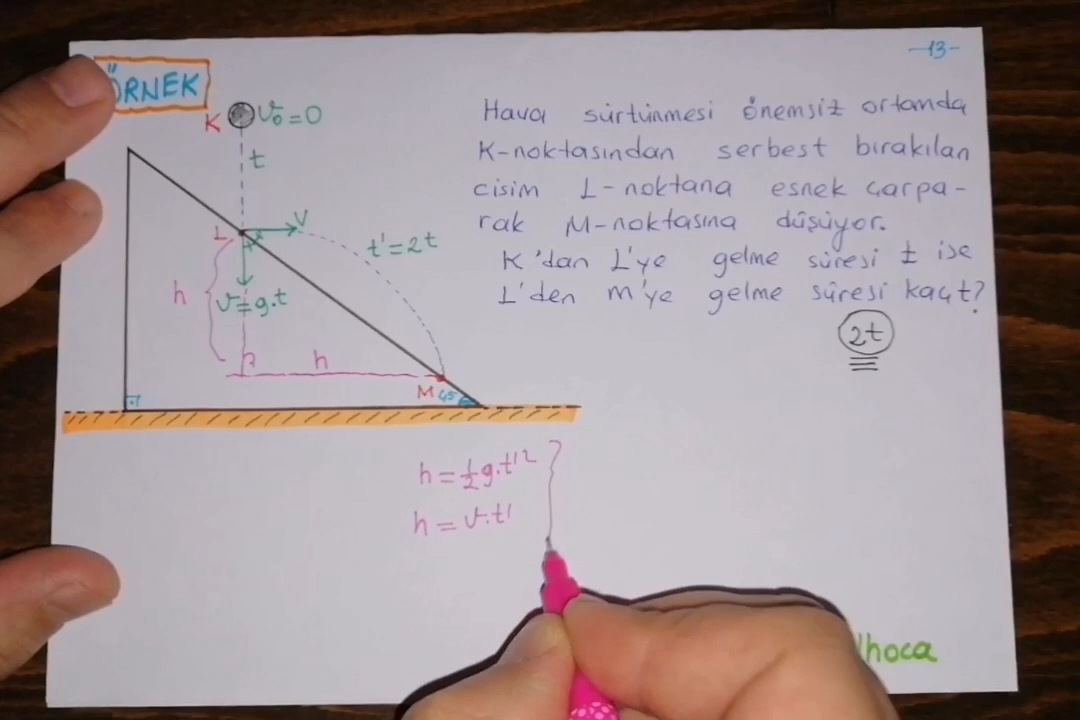 -13-
ÖRNEK
K
V₀=0
t
Hava sürtünmesi önemsiz ortamda
K-noktasından serbest bırakılan
cisim L-noktana esnek çarpa-
rak M-noktasına düşüyor.
K'dan L'ye gelme süresi t ise
L'den M'ye gelme süresi kaç t?
2t
L
V
t'=2t
h
V=g.t
h
M
45
h=½g.t'²
h=V.t'
hoca